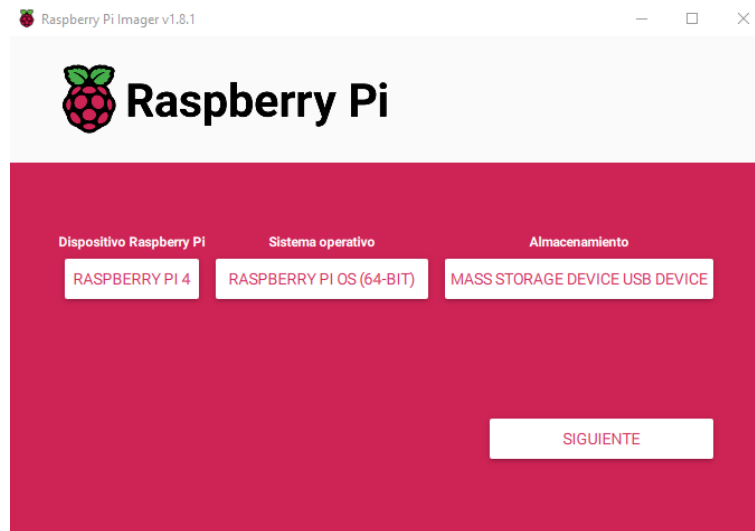 Raspberry Pi Imager v1.8.1
Raspberry Pi
Dispositivo Raspberry Pi Sistema operativo Almacenamiento
RASPBERRY PI 4 RASPBERRY PI OS (64-BIT) MASS STORAGE DEVICE USB DEVICE
SIGUIENTE